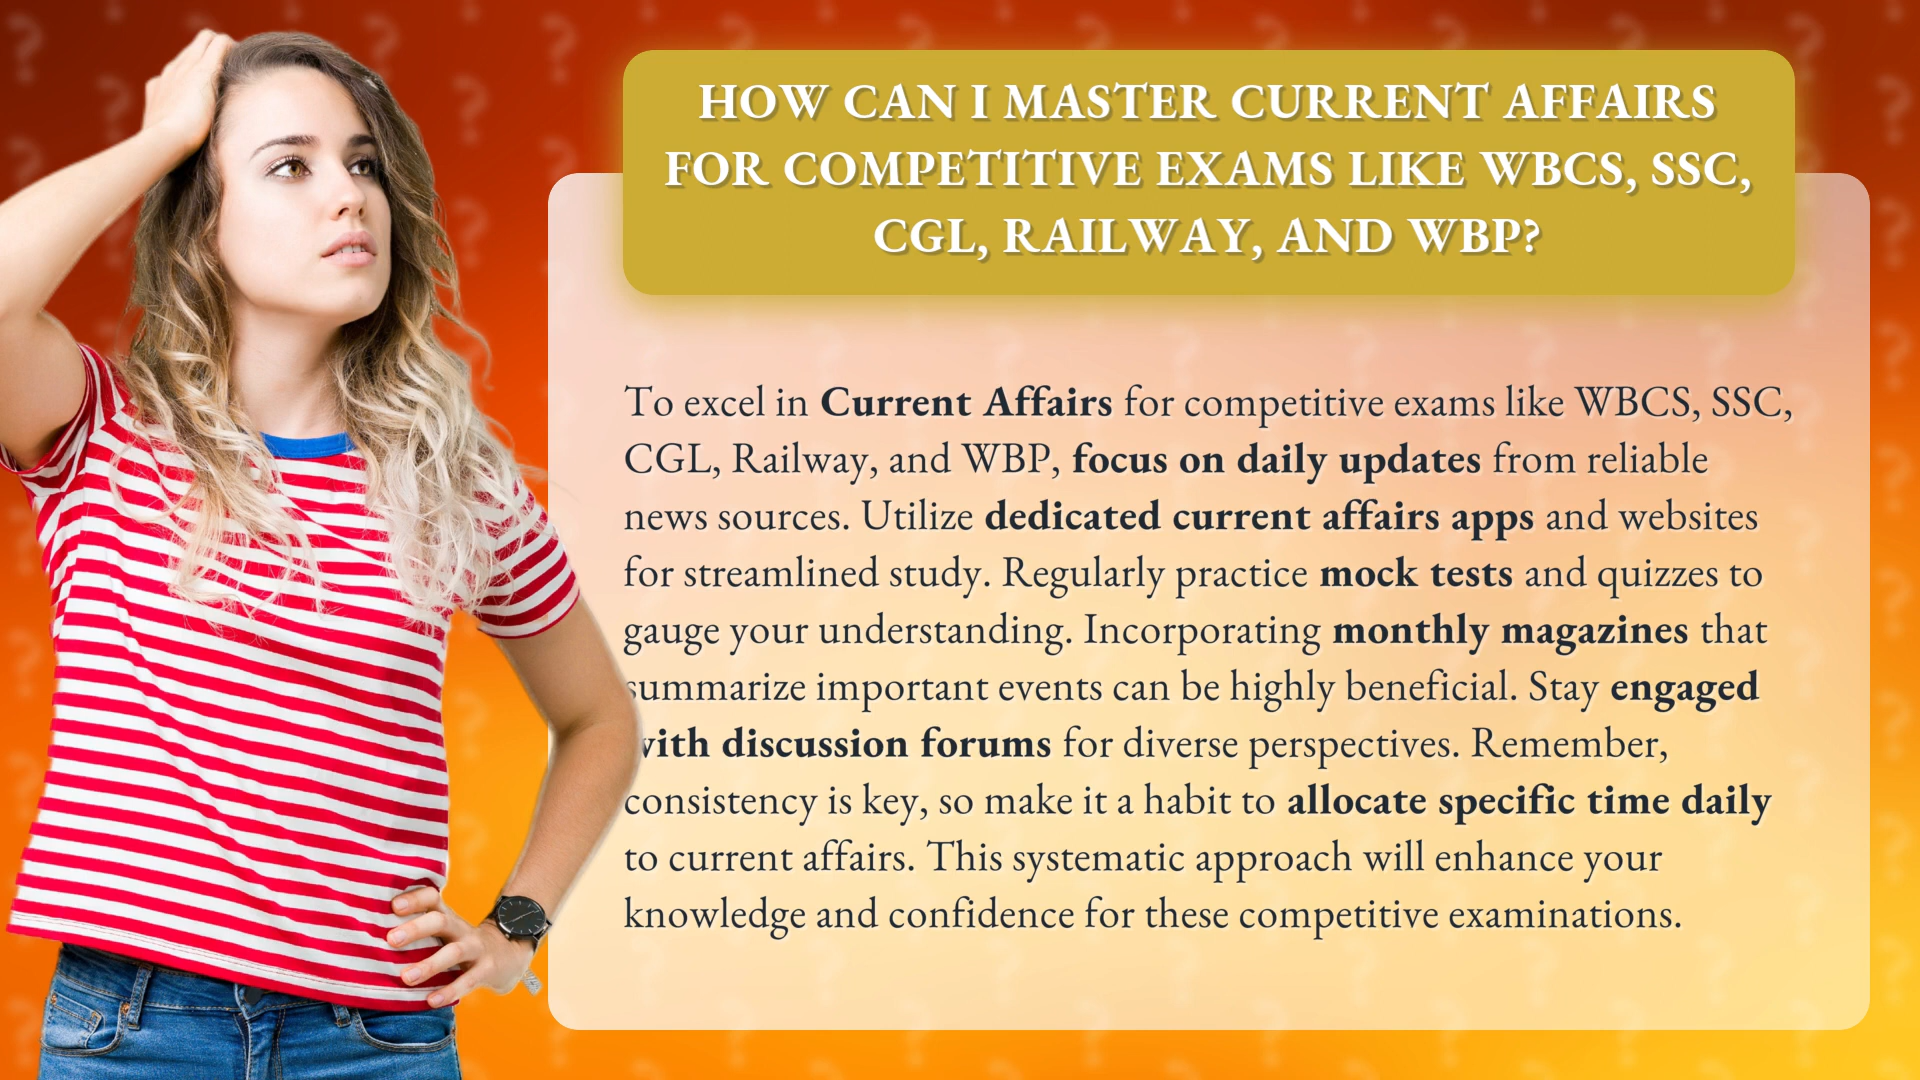 HOW CAN I MASTER CURRENT AFFAIRS
FOR COMPETITIVE EXAMS LIKE WBCS, SSC,
CGL, RAILWAY, AND WBP?
To excel in Current Affairs for competitive exams like WBCS, SSC,
CGL, Railway, and WBP, focus on daily updates from reliable
news sources. Utilize dedicated current affairs apps and websites
for streamlined study. Regularly practice mock tests and quizzes to
gauge your understanding. Incorporating monthly magazines that
summarize important events can be highly beneficial. Stay engaged
with discussion forums for diverse perspectives. Remember,
consistency is key, so make it a habit to allocate specific time daily
to current affairs. This systematic approach will enhance your
knowledge and confidence for these competitive examinations.